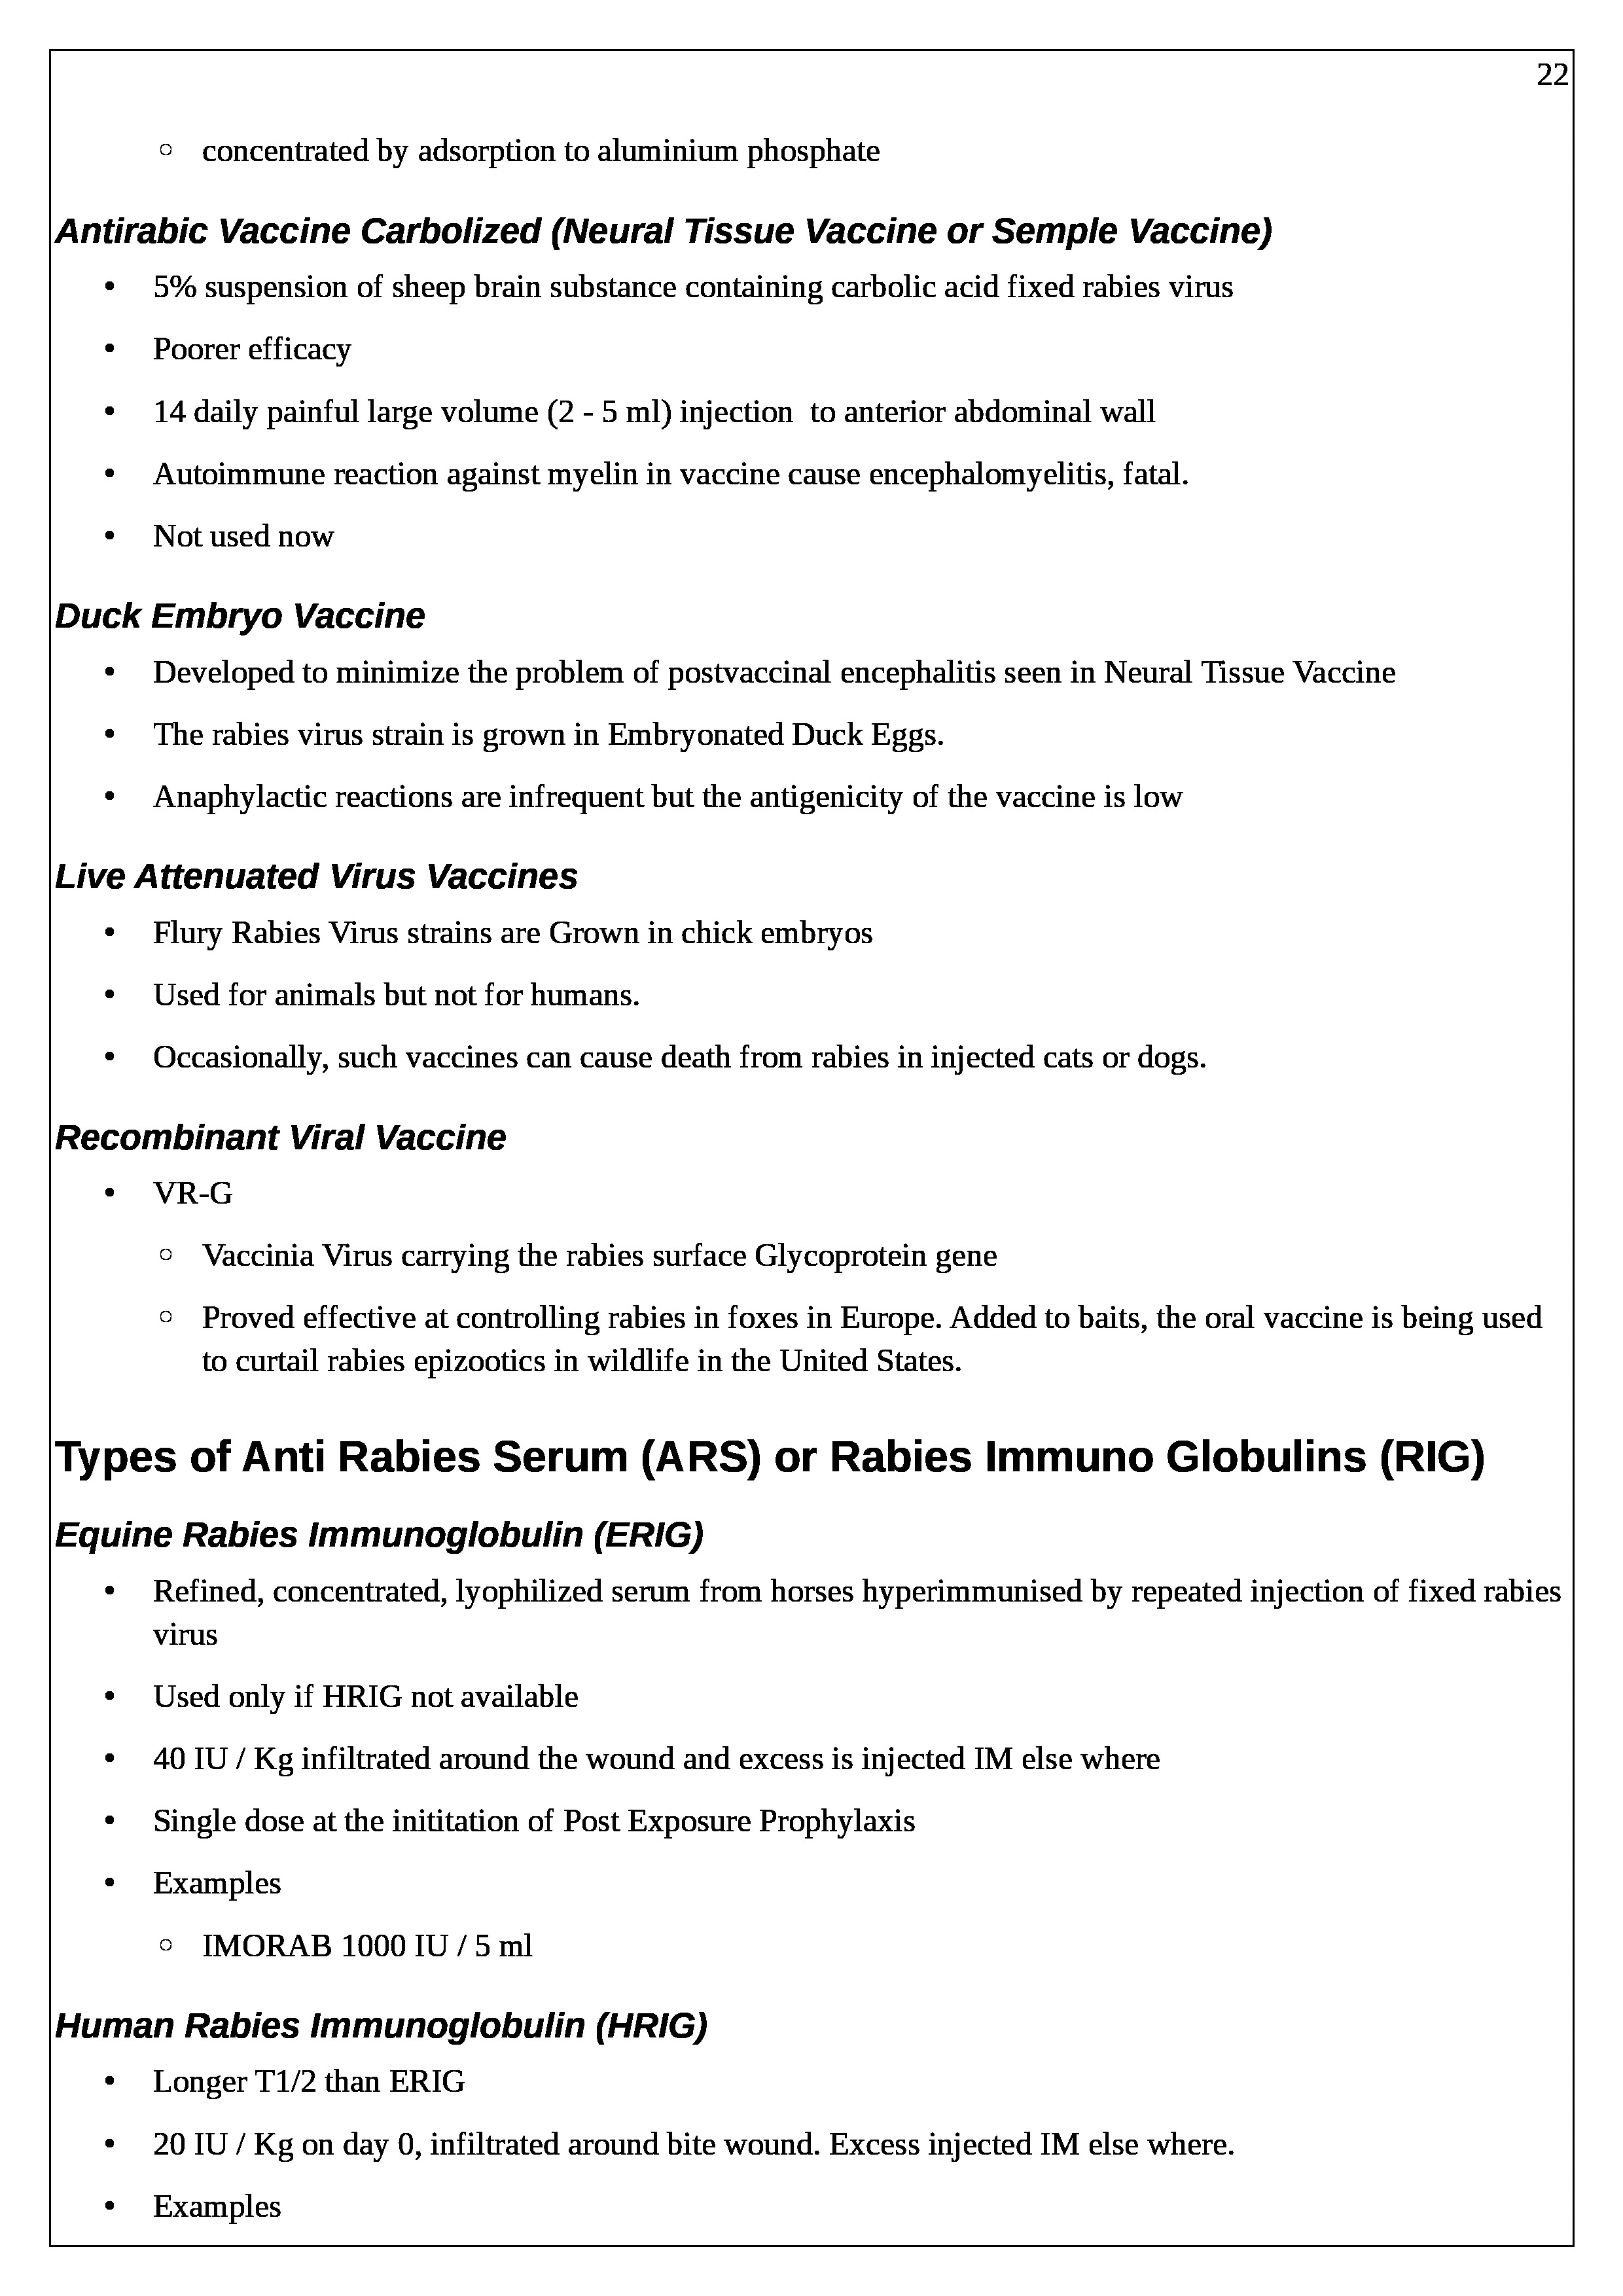 22
◦ concentrated by adsorption to aluminium phosphate
Antirabic Vaccine Carbolized (Neural Tissue Vaccine or Semple Vaccine)
• 5% suspension of sheep brain substance containing carbolic acid fixed rabies virus
• Poorer efficacy
• 14 daily painful large volume (2 - 5 ml) injection  to anterior abdominal wall
• Autoimmune reaction against myelin in vaccine cause encephalomyelitis, fatal.
• Not used now
Duck Embryo Vaccine
• Developed to minimize the problem of postvaccinal encephalitis seen in Neural Tissue Vaccine
• The rabies virus strain is grown in Embryonated Duck Eggs.
• Anaphylactic reactions are infrequent but the antigenicity of the vaccine is low
Live Attenuated Virus Vaccines
• Flury Rabies Virus strains are Grown in chick embryos
• Used for animals but not for humans.
• Occasionally, such vaccines can cause death from rabies in injected cats or dogs.
Recombinant Viral Vaccine
• VR-G
◦ Vaccinia Virus carrying the rabies surface Glycoprotein gene
◦ Proved effective at controlling rabies in foxes in Europe. Added to baits, the oral vaccine is being used
to curtail rabies epizootics in wildlife in the United States.
Types of Anti Rabies Serum (ARS) or Rabies Immuno Globulins (RIG)
Equine Rabies Immunoglobulin (ERIG)
• Refined, concentrated, lyophilized serum from horses hyperimmunised by repeated injection of fixed rabies
virus
• Used only if HRIG not available
• 40 IU / Kg infiltrated around the wound and excess is injected IM else where
• Single dose at the inititation of Post Exposure Prophylaxis
• Examples
◦ IMORAB 1000 IU / 5 ml
Human Rabies Immunoglobulin (HRIG)
• Longer T1/2 than ERIG
• 20 IU / Kg on day 0, infiltrated around bite wound. Excess injected IM else where.
• Examples